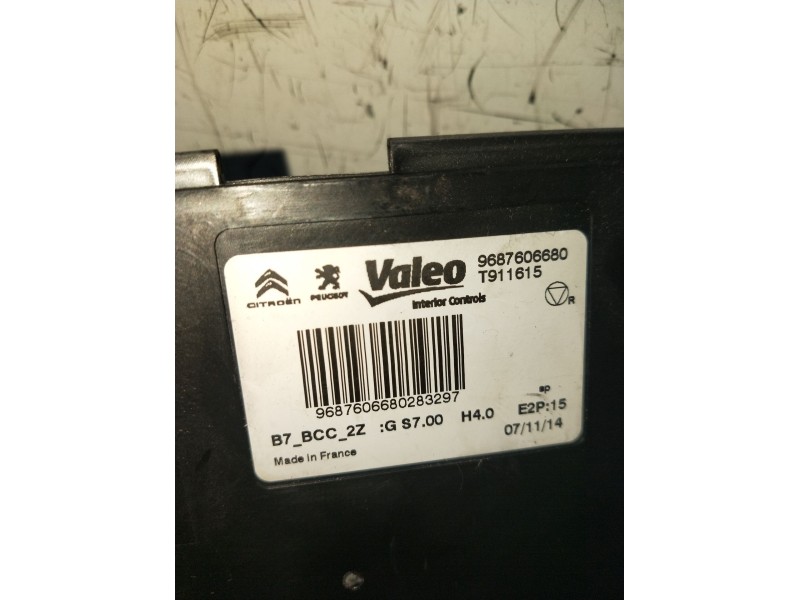 CITROËN PEUGEOT Valeo 9687606680
T911615
Interior Controls
R
9687606680283297
sp
B7_BCC_2Z :G S7.00 H4.0 E2P:15
Made in France 07/11/14